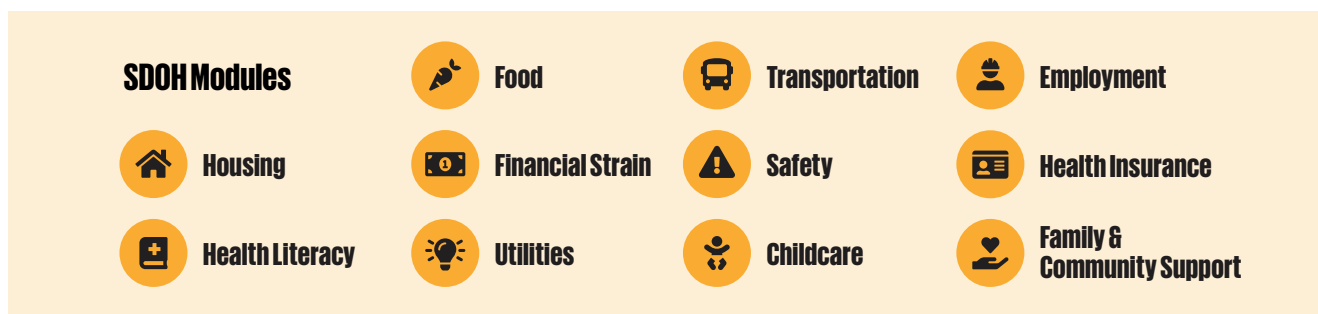 SDOH Modules
Food
Transportation
Employment
Housing
Financial Strain
Safety
Health Insurance
Health Literacy
Utilities
Childcare
Family &
Community Support